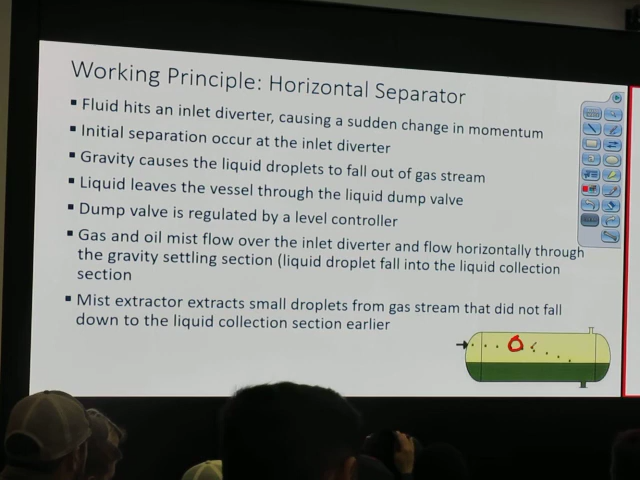 Working Principle: Horizontal Separator
▪ Fluid hits an inlet diverter, causing a sudden change in momentum
▪ Initial separation occur at the inlet diverter
▪ Gravity causes the liquid droplets to fall out of gas stream
▪ Liquid leaves the vessel through the liquid dump valve
▪ Dump valve is regulated by a level controller
▪ Gas and oil mist flow over the inlet diverter and flow horizontally through
the gravity settling section (liquid droplet fall into the liquid collection
section
▪ Mist extractor extracts small droplets from gas stream that did not fall
down to the liquid collection section earlier